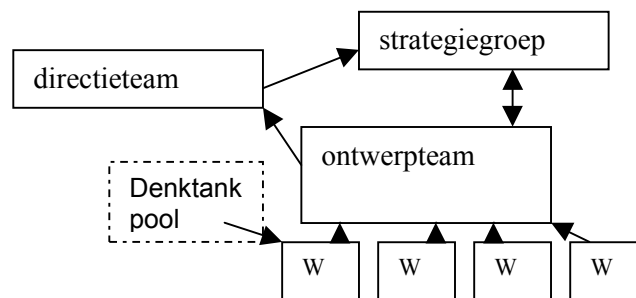 strategiegroep
directieteam
ontwerpteam
Denktank
pool
W
W
W
W